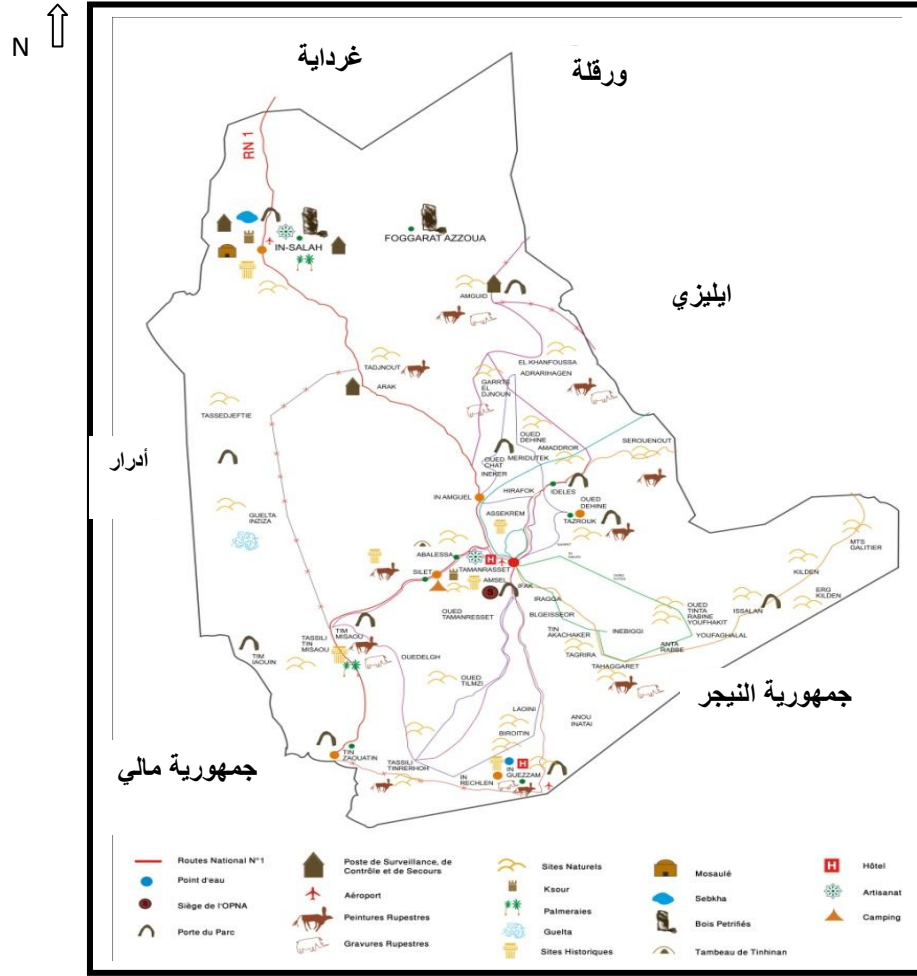 N
غرداية
ورقلة
RN 1
IN-SALAH
FOGGARAT AZZOUA
ايليزي
AMGUID
EL KHANFOUSSA
TADJNOUT
ADRARIHAGEN
ARAK
GARRTE
EL
DJNOUN
TASSEDJEFTIE
OUED
DEHINE
AMADDROR
SEROUENOUT
أدرار
OUED
CHAT
MERIDUTEK
INEKER
IN AMGUEL
HIRAFOK
IDELES
OUED
DEHINE
GUELTA
INZIZA
ASSEKREM
TAZROUK
MTS
GALITIER
ABALESSA
TAMANRASSET
SILET
AMSEL
IFAK
KILDEN
ERG
KILDEN
OUED
TAMANRESSET
IRAGGA
BLGEISSEOR
OUED
TINTA
RABINE
YOUFHAKIT
ISSALAN
TIM
MISAOU
TIN
AKACHAKER
INEBIGGI
ANTA
RABBE
YOUFAGHALAL
TASSILI
TIN
MISAOU
TIM
IAOUIN
OUEDELGH
TAGRIRA
TAHAGGARET
OUED
TILMZI
جمهورية النيجر
LAOINI
ANOU
INATAI
BIROITIN
جمهورية مالي
TIN
ZAOUATIN
TASSILI
TINRERHOH
IN
RECHLEN
IN
GUEZZAM
Routes National N°1
Point d'eau
Siège de l'OPNA
Porte du Parc
Poste de Surveillance, de
Contrôle et de Secours
Aéroport
Peintures Rupestres
Gravures Rupestres
Sites Naturels
Ksour
Palmeraies
Guelta
Sites Historiques
Mosaulé
Sebkha
Bois Petrifiés
Tambeau de Tinhinan
H
Hôtel
Artisanat
Camping